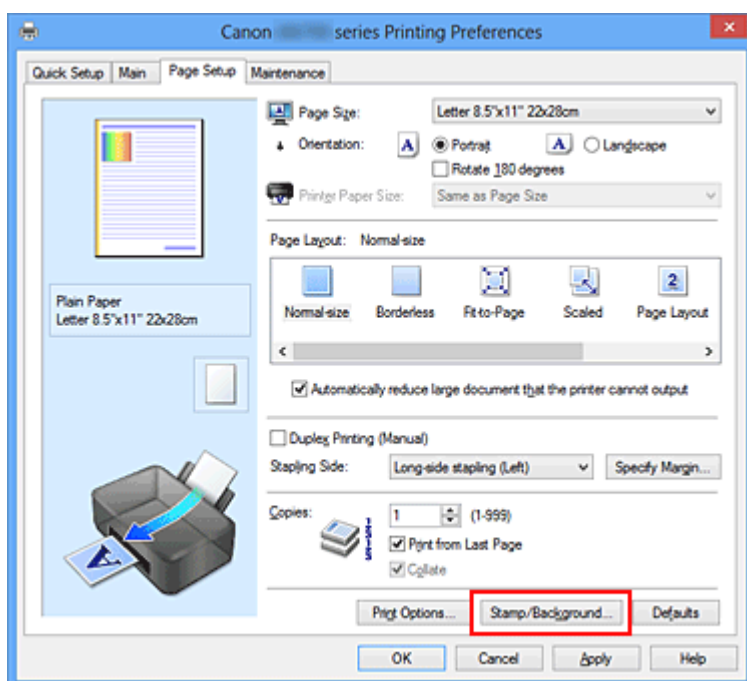 Canon series Printing Preferences
Quick Setup Main Page Setup Maintenance
Page Size: Letter 8.5"x11" 22x28cm
Orientation: A Portrait A Landscape
Rotate 180 degrees
Printer Paper Size: Same as Page Size
Page Layout: Normal-size
2
Normal-size Borderless Fit-to-Page Scaled Page Layout
Plain Paper
Letter 8.5"x11" 22x28cm
Automatically reduce large document that the printer cannot output
Duplex Printing (Manual)
Stapling Side: Long-side stapling (Left) Specify Margin...
Copies: 1 (1-999)
Print from Last Page
Collate
A
Print Options... Stamp/Background... Defaults
OK Cancel Apply Help